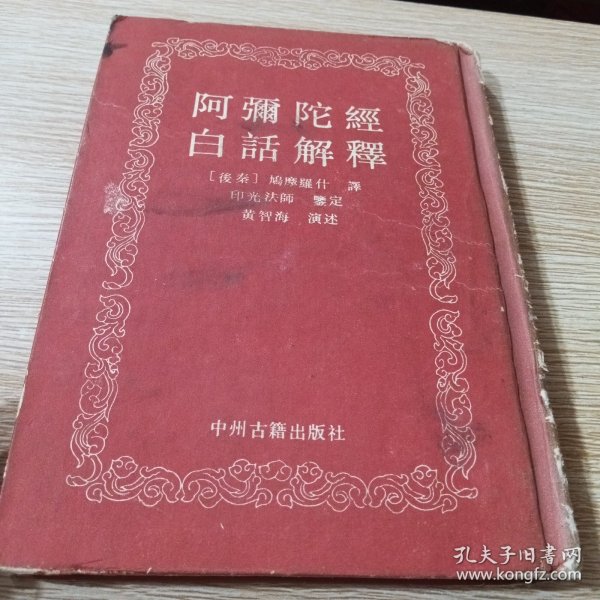 阿彌陀經
白話解釋
[後秦] 鳩摩羅什 譯
印光法師 鑒定
黃智海 演述
中州古籍出版社
孔夫子旧书网
www.kongfz.com